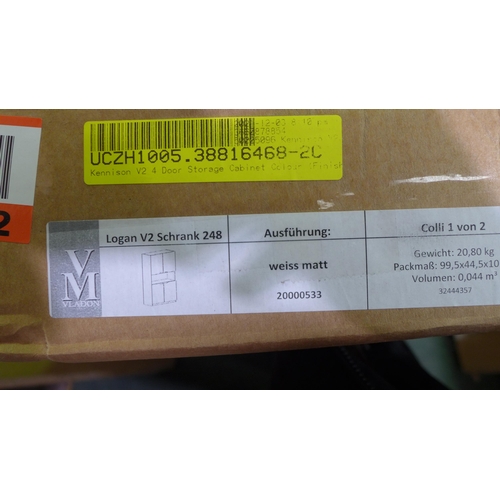 UCZH1005.38816468-2C
Kennison V2 4 Door Storage Cabinet
2
VM
VLADON
Logan V2 Schrank 248
Ausführung:
weiss matt
20000533
Colli 1 von 2
Gewicht: 20,80 kg
Packmaß: 99,5x44,5x10
Volumen: 0,044 m³
32444357